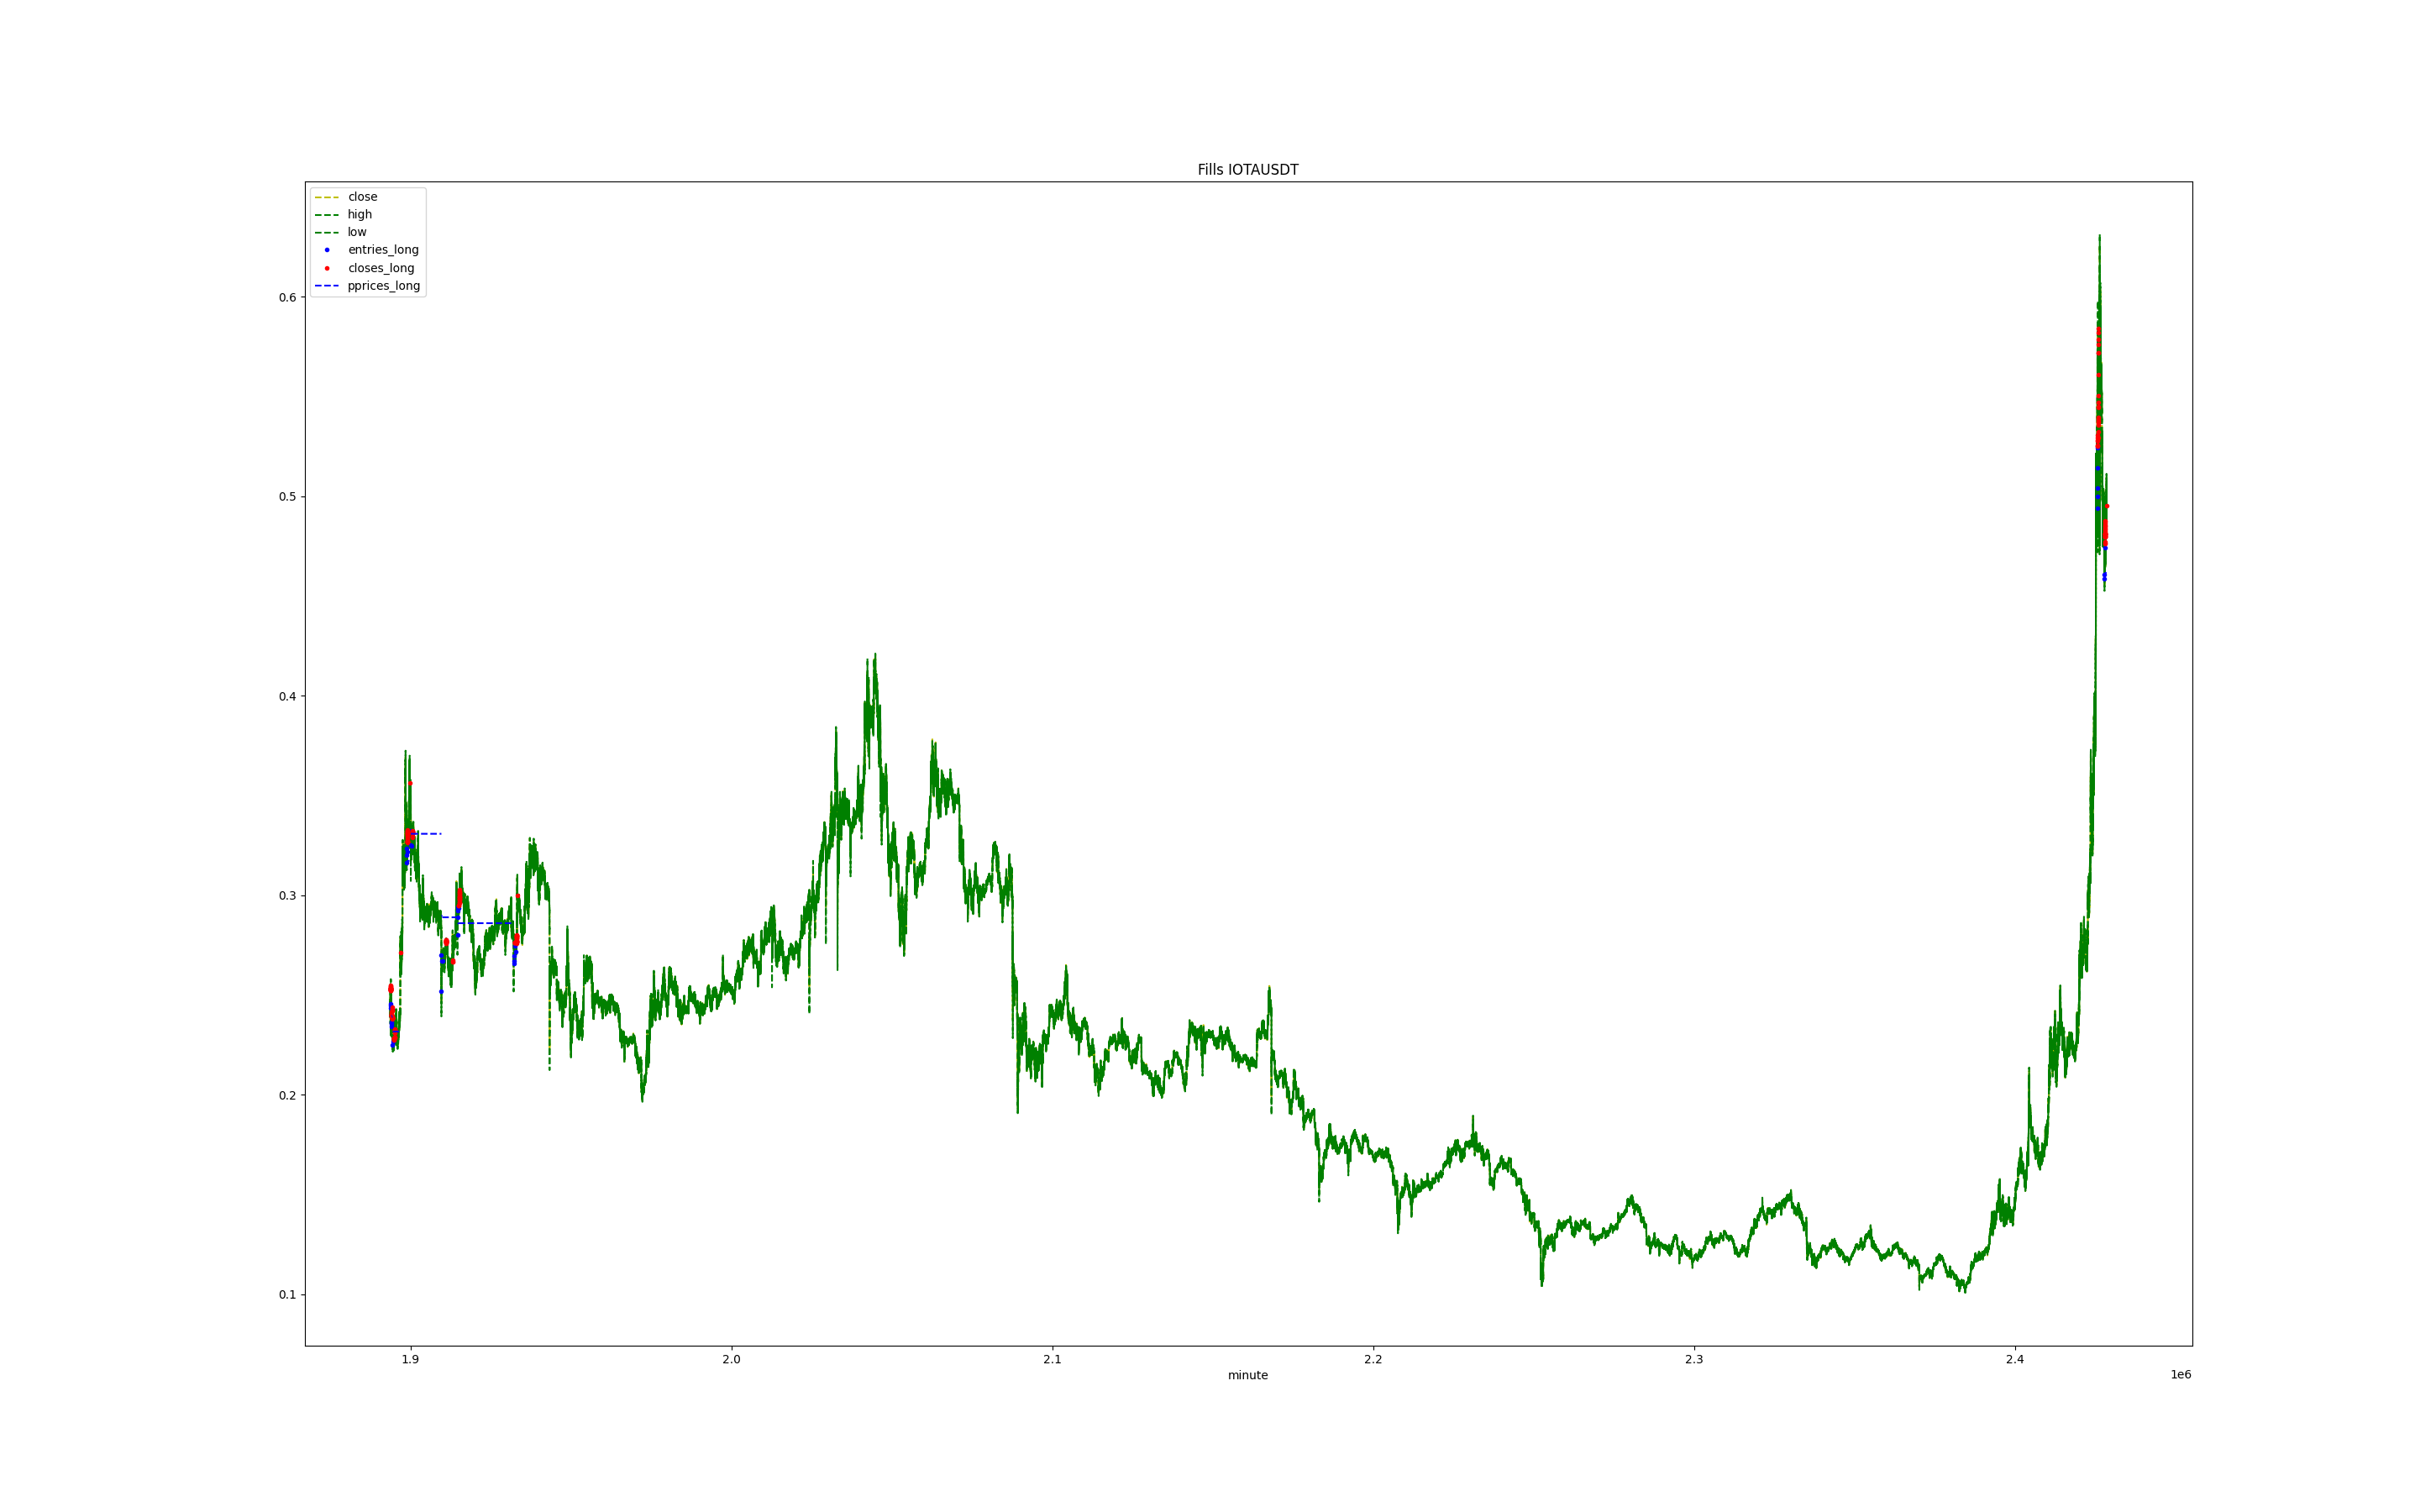 Fills IOTAUSDT
close
high
low
entries_long
closes_long
pprices_long
0.6
0.5
0.4
0.3
0.2
0.1
1.9 2.0 2.1 2.2 2.3 2.4
minute
1e6